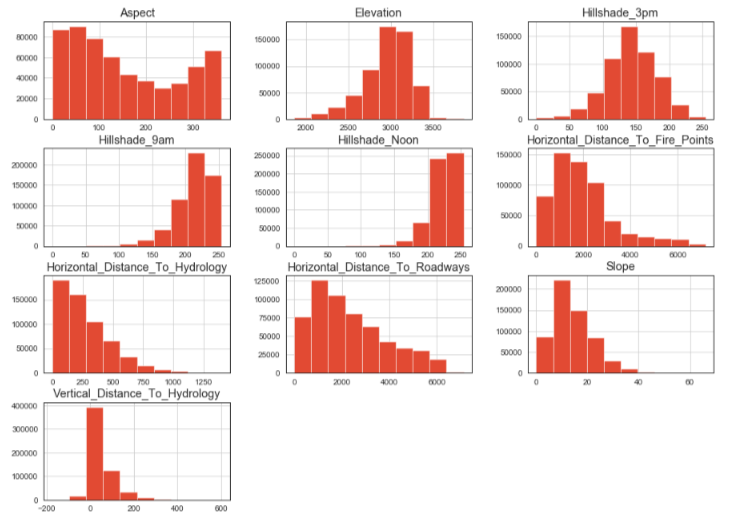 Aspect
80000
60000
40000
20000
0
0 100 200 300
Elevation
150000
100000
50000
0
2000 2500 3000 3500
Hillshade_3pm
150000
100000
50000
0
0 50 100 150 200 250
Hillshade_9am
200000
150000
100000
50000
0
0 50 100 150 200 250
Hillshade_Noon
250000
200000
150000
100000
50000
0
0 50 100 150 200 250
Horizontal_Distance_To_Fire_Points
150000
100000
50000
0
0 2000 4000 6000
Horizontal_Distance_To_Hydrology
150000
100000
50000
0
0 250 500 750 1000 1250
Horizontal_Distance_To_Roadways
125000
100000
75000
50000
25000
0
0 2000 4000 6000
Slope
200000
150000
100000
50000
0
0 20 40 60
Vertical_Distance_To_Hydrology
400000
300000
200000
100000
0
−200 0 200 400 600